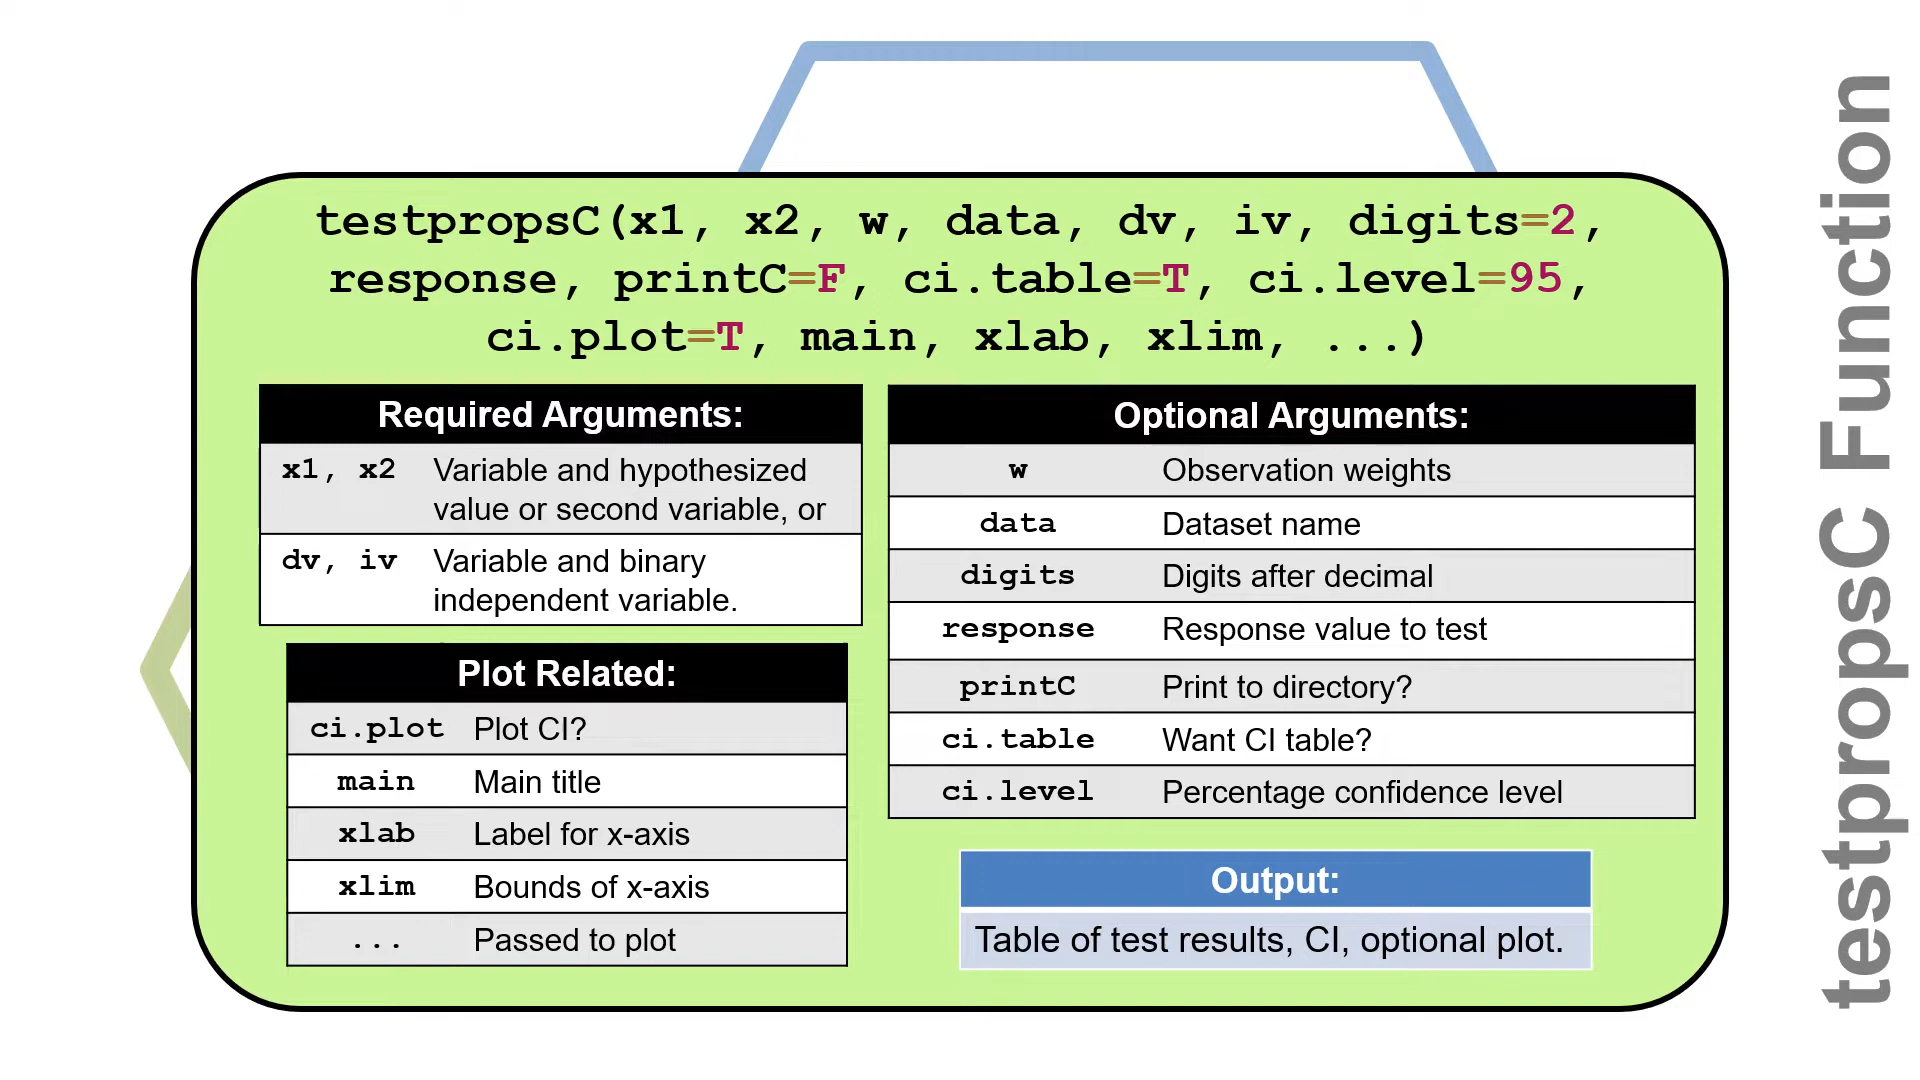 testpropsC(x1, x2, w, data, dv, iv, digits=2,
response, printC=F, ci.table=T, ci.level=95,
ci.plot=T, main, xlab, xlim, ...)
Required Arguments:
x1, x2 Variable and hypothesized
value or second variable, or
dv, iv Variable and binary
independent variable.
Plot Related:
ci.plot Plot CI?
main Main title
xlab Label for x-axis
xlim Bounds of x-axis
... Passed to plot
Optional Arguments:
w Observation weights
data Dataset name
digits Digits after decimal
response Response value to test
printC Print to directory?
ci.table Want CI table?
ci.level Percentage confidence level
Output:
Table of test results, CI, optional plot.
testpropsC Function